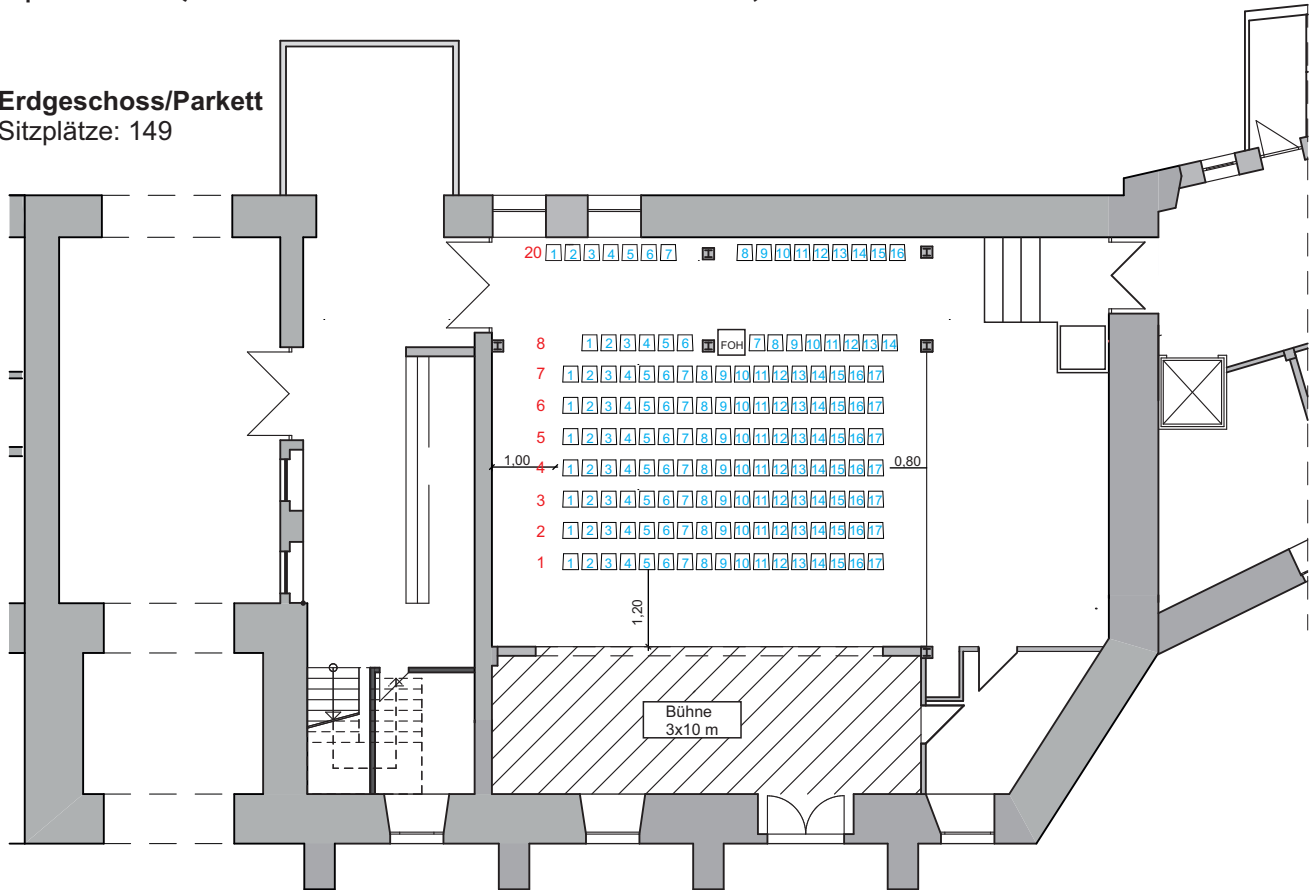 Erdgeschoss/Parkett
Sitzplätze: 149
20 1 2 3 4 5 6 7 8 9 10 11 12 13 14 15 16
8 1 2 3 4 5 6 FOH 7 8 9 10 11 12 13 14
7 1 2 3 4 5 6 7 8 9 10 11 12 13 14 15 16 17
6 1 2 3 4 5 6 7 8 9 10 11 12 13 14 15 16 17
5 1 2 3 4 5 6 7 8 9 10 11 12 13 14 15 16 17
1,00 4 1 2 3 4 5 6 7 8 9 10 11 12 13 14 15 16 17 0,80
3 1 2 3 4 5 6 7 8 9 10 11 12 13 14 15 16 17
2 1 2 3 4 5 6 7 8 9 10 11 12 13 14 15 16 17
1 1 2 3 4 5 6 7 8 9 10 11 12 13 14 15 16 17
1,20
Bühne
3x10 m